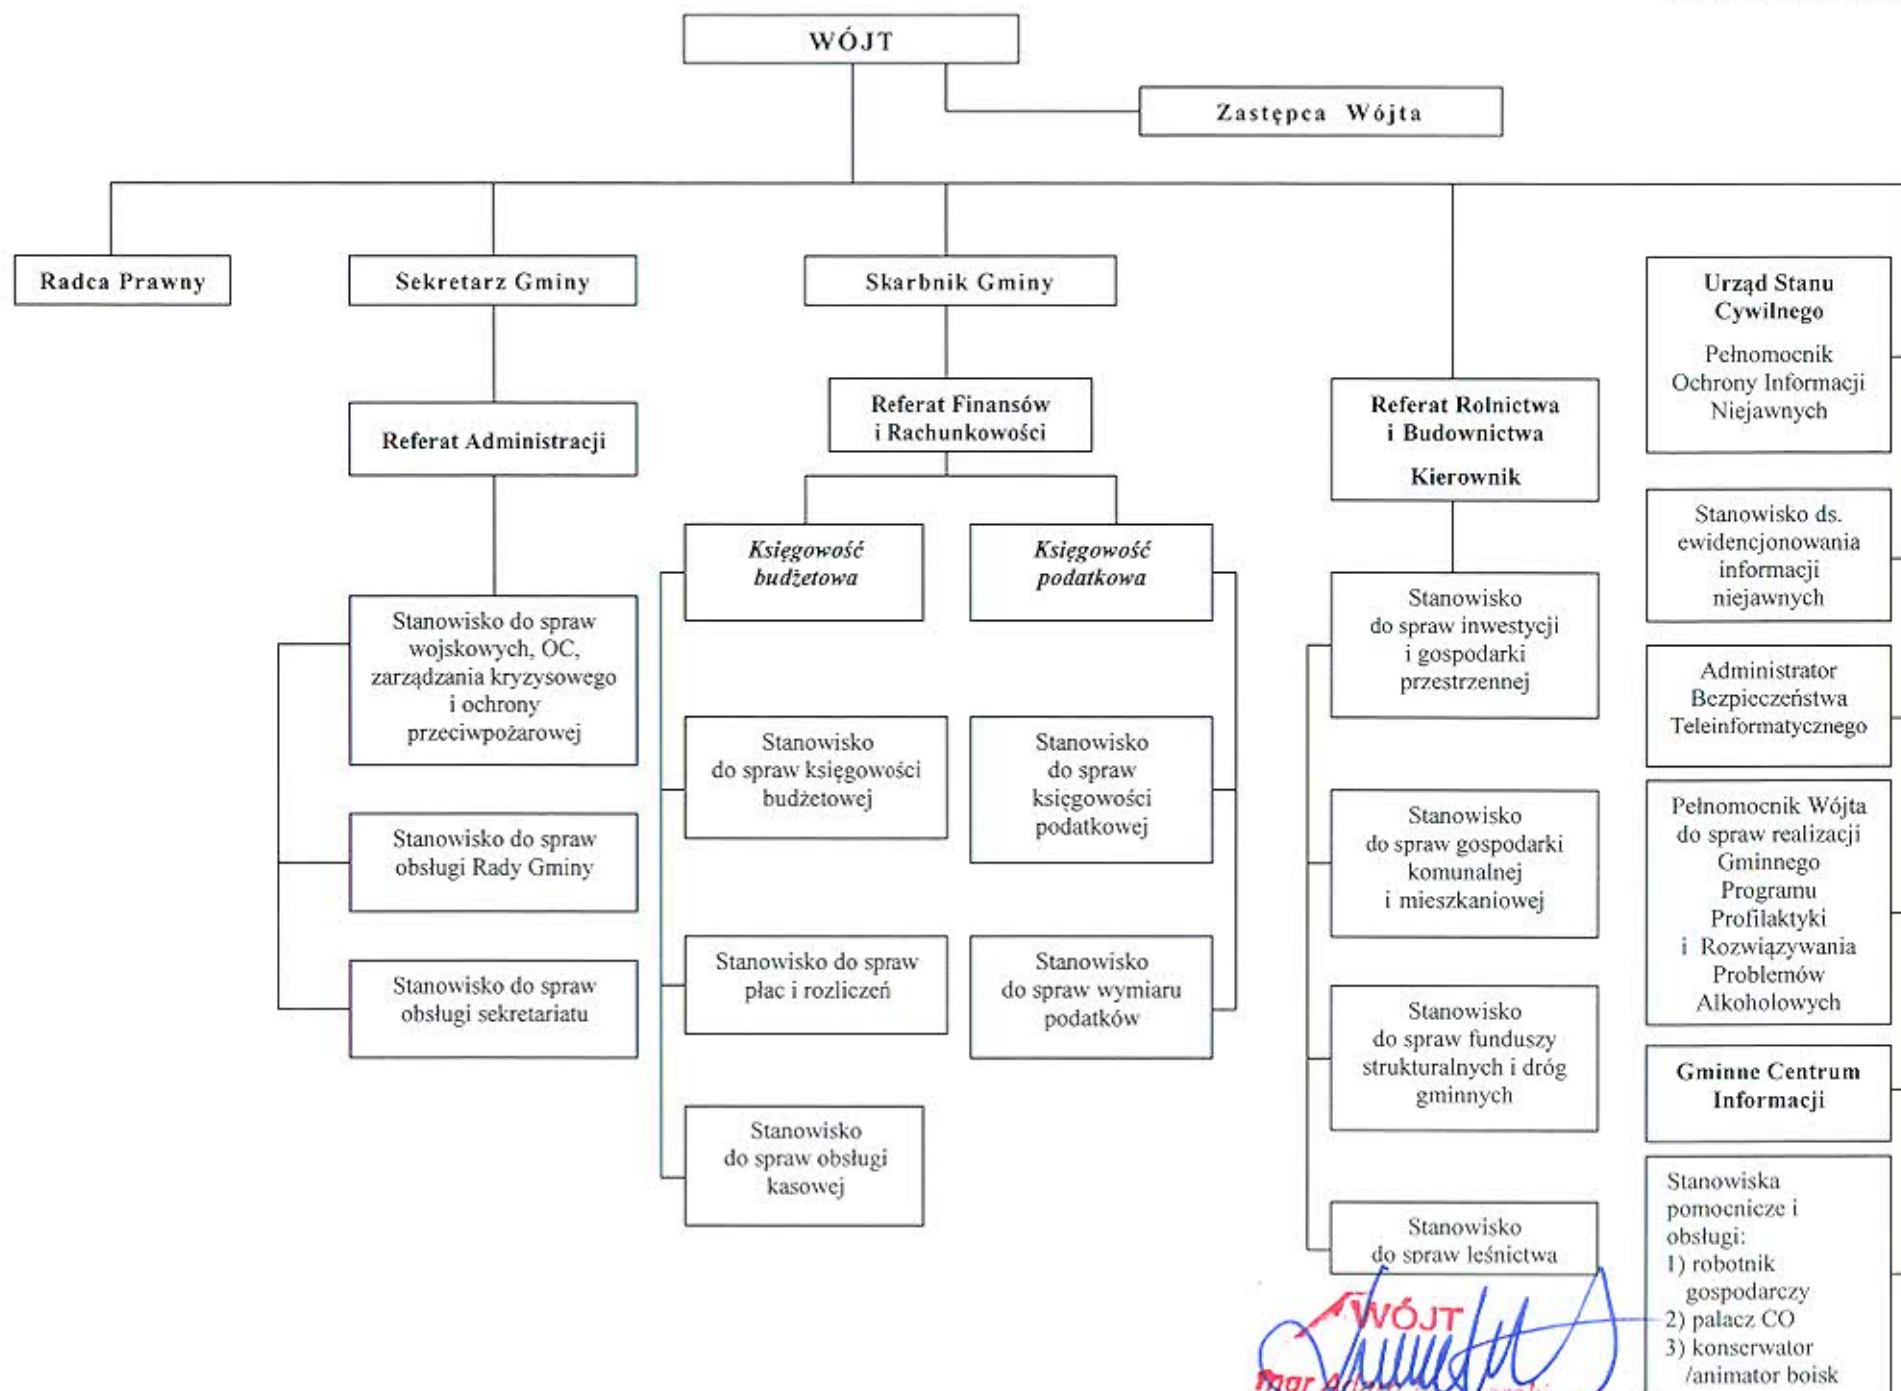 WÓJT
Zastępca Wójta
Radca Prawny
Sekretarz Gminy
Skarbnik Gminy
Urząd Stanu
Cywilnego
Pełnomocnik
Ochrony Informacji
Niejawnych
Referat Administracji
Referat Finansów
i Rachunkowości
Referat Rolnictwa
i Budownictwa
Kierownik
Stanowisko ds.
ewidencjonowania
informacji
niejawnych
Księgowość
budżetowa
Księgowość
podatkowa
Stanowisko do spraw
wojskowych, OC,
zarządzania kryzysowego
i ochrony
przeciwpożarowej
Stanowisko
do spraw inwestycji
i gospodarki
przestrzennej
Administrator
Bezpieczeństwa
Teleinformatycznego
Stanowisko
do spraw księgowości
budżetowej
Stanowisko
do spraw
księgowości
podatkowej
Stanowisko do spraw
obsługi Rady Gminy
Stanowisko
do spraw gospodarki
komunalnej
i mieszkaniowej
Pełnomocnik Wójta
do spraw realizacji
Gminnego
Programu
Profilaktyki
i Rozwiązywania
Problemów
Alkoholowych
Stanowisko do spraw
obsługi sekretariatu
Stanowisko do spraw
płac i rozliczeń
Stanowisko
do spraw wymiaru
podatków
Stanowisko
do spraw funduszy
strukturalnych i dróg
gminnych
Gminne Centrum
Informacji
Stanowisko
do spraw obsługi
kasowej
Stanowisko
do spraw leśnictwa
Stanowiska
pomocnicze i
obsługi:
1) robotnik
gospodarczy
2) palacz CO
3) konserwator
/animator boisk
WÓJT
mgr